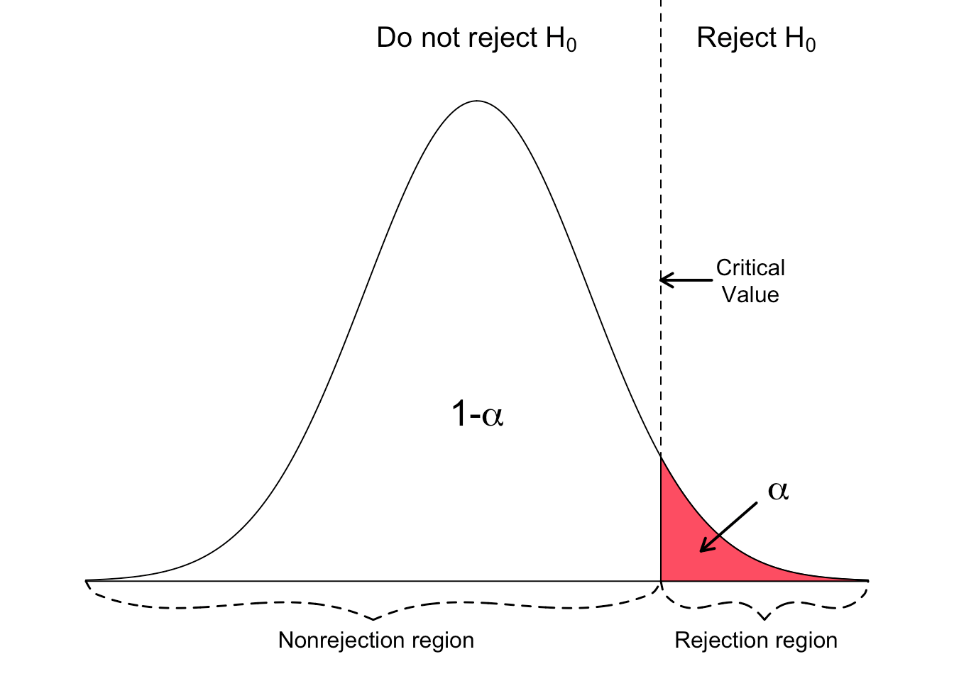 Do not reject H₀
Reject H₀
Critical
Value
1-α
α
Nonrejection region
Rejection region